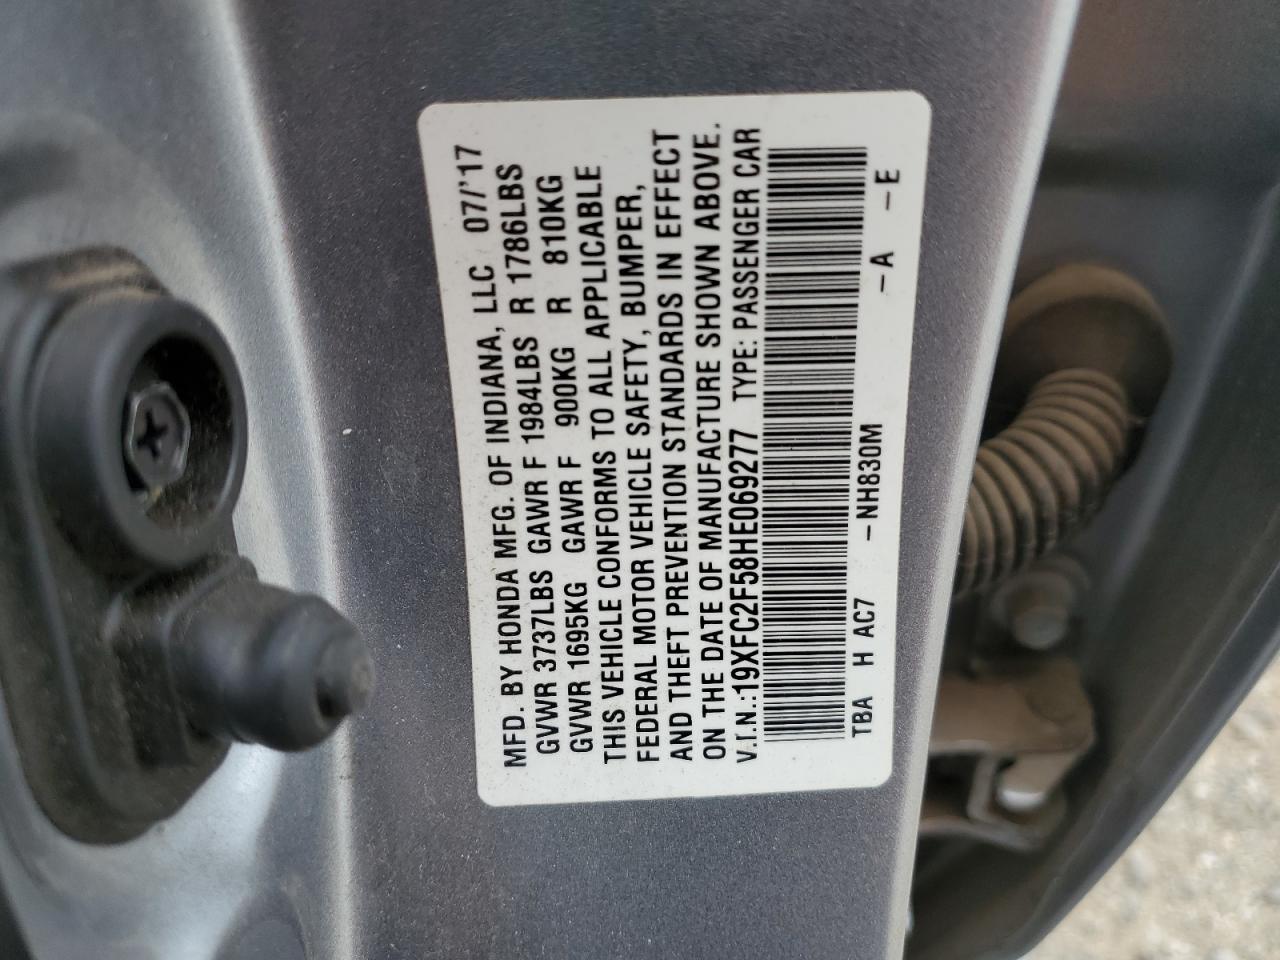 MFD. BY HONDA MFG. OF INDIANA, LLC 07/'17
GVWR 3737LBS GAWR F 1984LBS R 1786LBS
GVWR 1695KG GAWR F 900KG R 810KG
THIS VEHICLE CONFORMS TO ALL APPLICABLE
FEDERAL MOTOR VEHICLE SAFETY, BUMPER,
AND THEFT PREVENTION STANDARDS IN EFFECT
ON THE DATE OF MANUFACTURE SHOWN ABOVE.
V.I.N.:19XFC2F58HE069277 TYPE: PASSENGER CAR
TBA H AC7 -NH830M -A -E